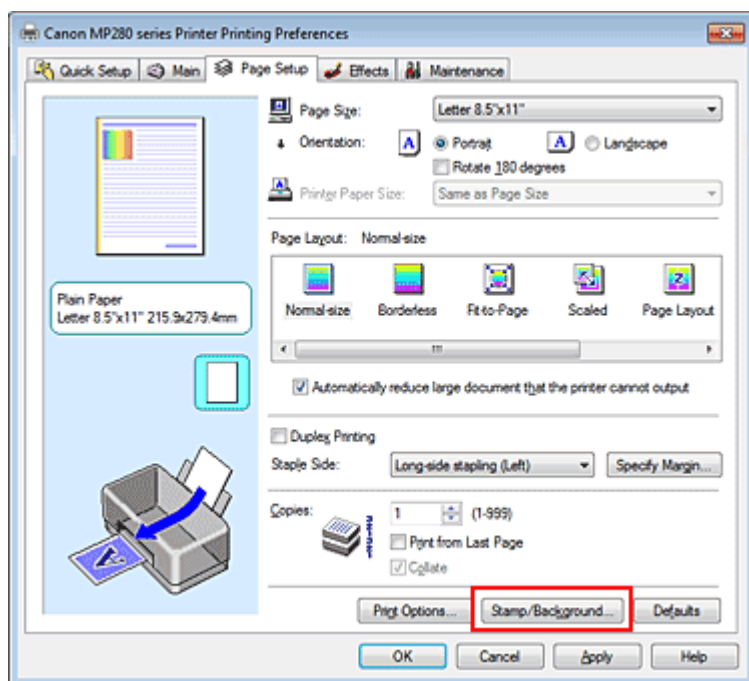 Canon MP280 series Printer Printing Preferences
Quick Setup Main Page Setup Effects Maintenance
Page Size: Letter 8.5"x11"
Orientation: A Portrait A Landscape
Rotate 180 degrees
Printer Paper Size: Same as Page Size
Page Layout: Normal-size
Normal-size Borderless Fit-to-Page Scaled Page Layout
Plain Paper
Letter 8.5"x11" 215.9x279.4mm
Automatically reduce large document that the printer cannot output
Duplex Printing
Staple Side: Long-side stapling (Left) Specify Margin...
Copies: 1 (1-999)
Print from Last Page
Collate
Print Options... Stamp/Background... Defaults
OK Cancel Apply Help